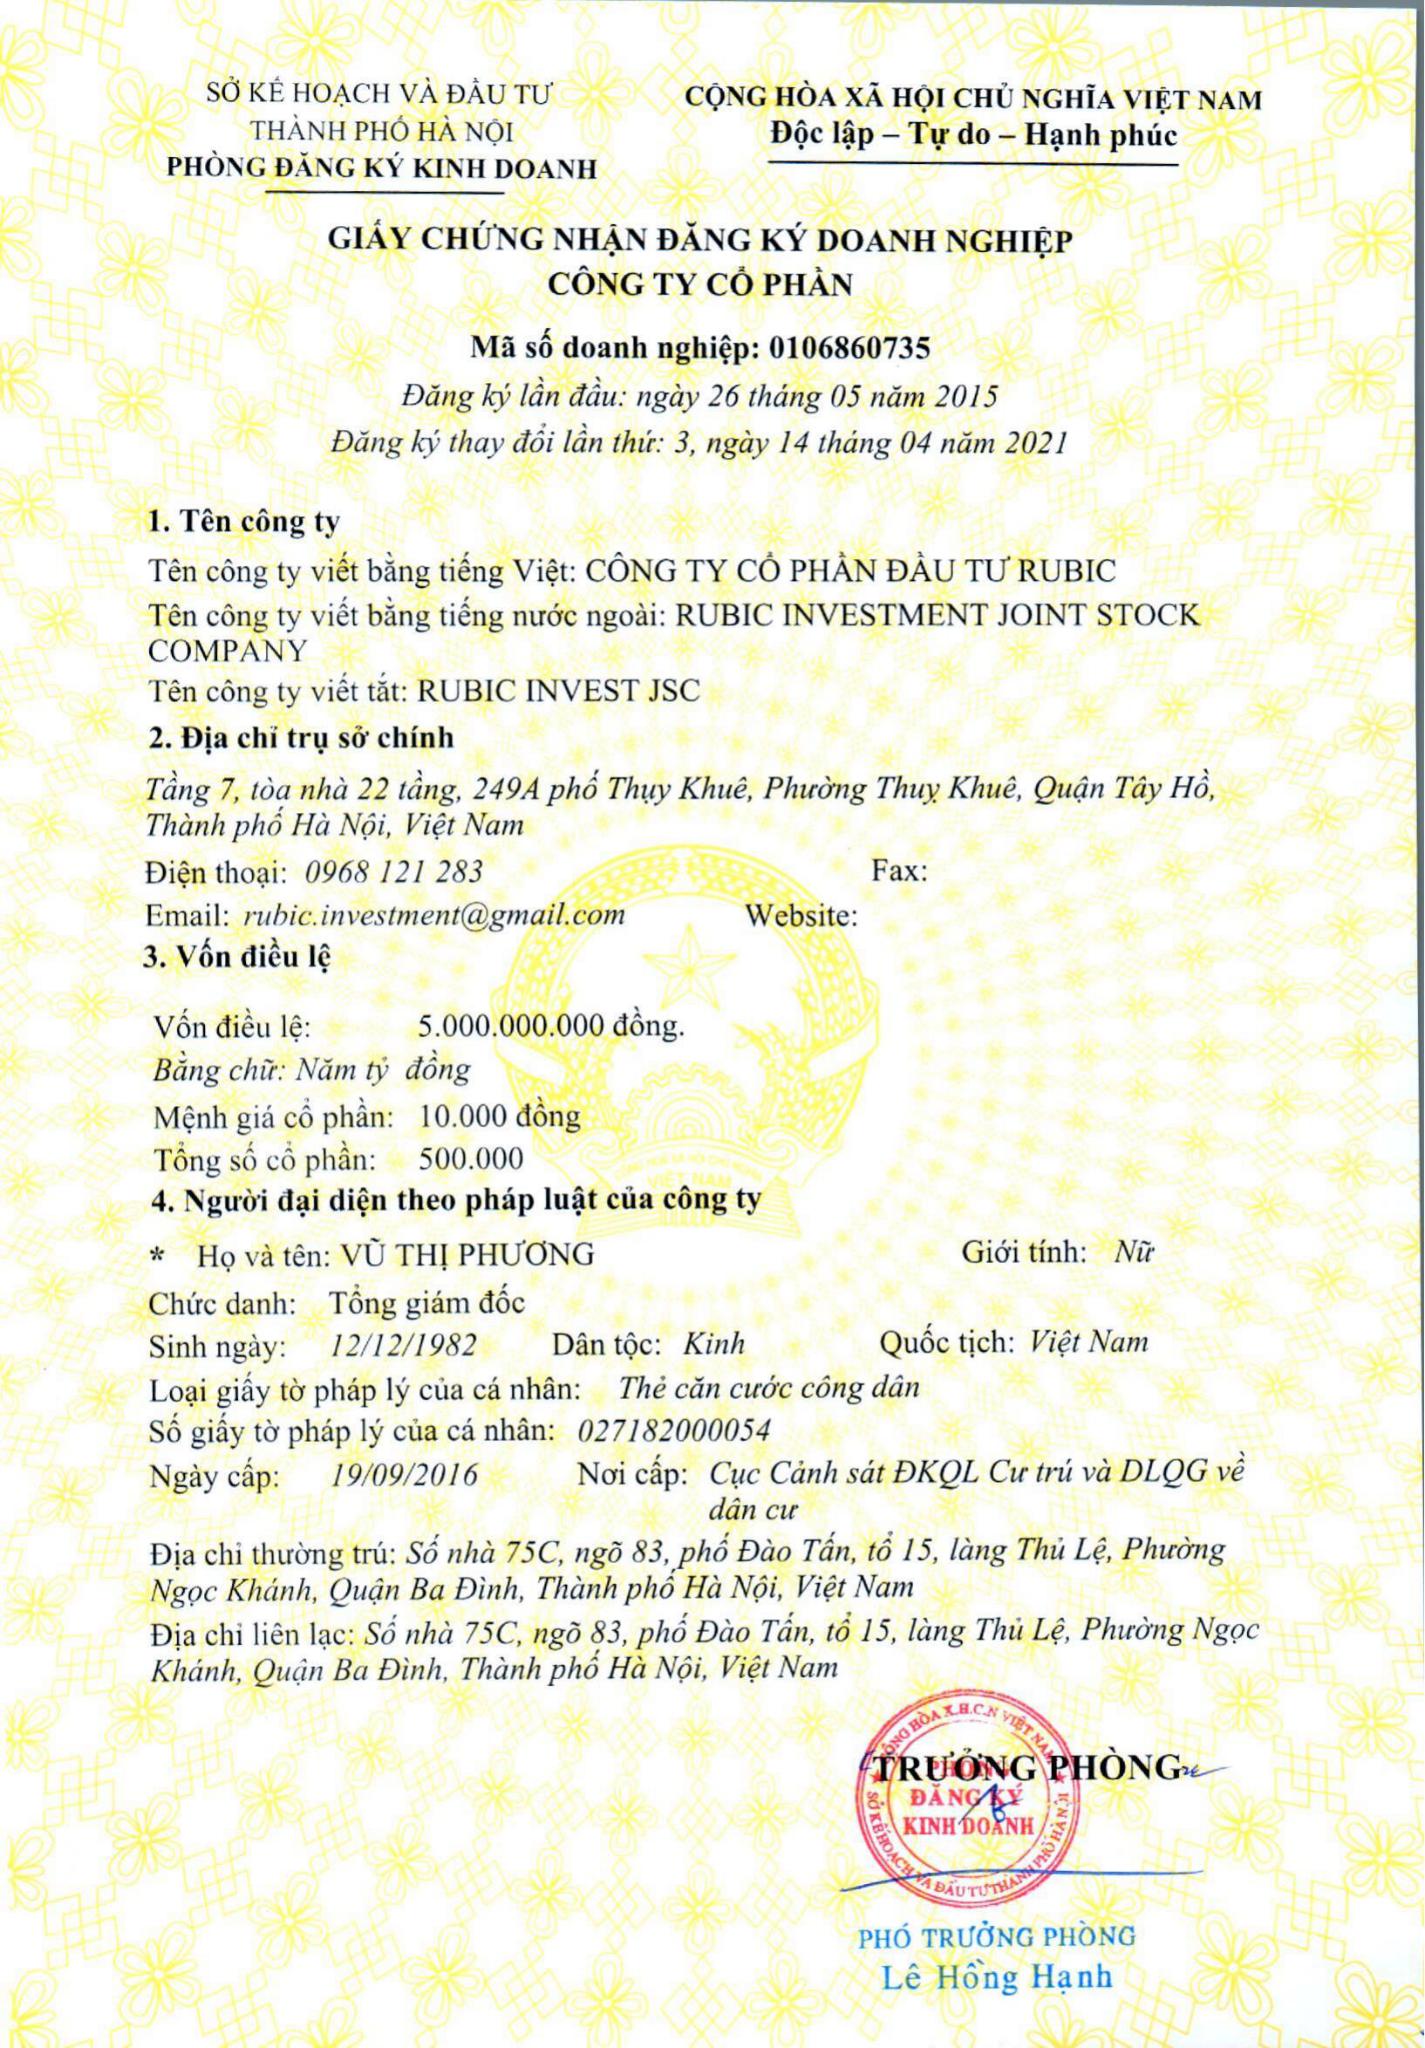 SỞ KẾ HOẠCH VÀ ĐẦU TƯ
THÀNH PHỐ HÀ NỘI
PHÒNG ĐĂNG KÝ KINH DOANH
CỘNG HÒA XÃ HỘI CHỦ NGHĨA VIỆT NAM
Độc lập – Tự do – Hạnh phúc
GIẤY CHỨNG NHẬN ĐĂNG KÝ DOANH NGHIỆP
CÔNG TY CỔ PHẦN
Mã số doanh nghiệp: 0106860735
Đăng ký lần đầu: ngày 26 tháng 05 năm 2015
Đăng ký thay đổi lần thứ: 3, ngày 14 tháng 04 năm 2021
1. Tên công ty
Tên công ty viết bằng tiếng Việt: CÔNG TY CỔ PHẦN ĐẦU TƯ RUBIC
Tên công ty viết bằng tiếng nước ngoài: RUBIC INVESTMENT JOINT STOCK
COMPANY
Tên công ty viết tắt: RUBIC INVEST JSC
2. Địa chỉ trụ sở chính
Tầng 7, tòa nhà 22 tầng, 249A phố Thụy Khuê, Phường Thuỵ Khuê, Quận Tây Hồ,
Thành phố Hà Nội, Việt Nam
Điện thoại: 0968 121 283 Fax:
Email: rubic.investment@gmail.com Website:
3. Vốn điều lệ
Vốn điều lệ: 5.000.000.000 đồng.
Bằng chữ: Năm tỷ đồng
Mệnh giá cổ phần: 10.000 đồng
Tổng số cổ phần: 500.000
VIỆT NAM
4. Người đại diện theo pháp luật của công ty
* Họ và tên: VŨ THỊ PHƯƠNG Giới tính: Nữ
Chức danh: Tổng giám đốc
Sinh ngày: 12/12/1982 Dân tộc: Kinh Quốc tịch: Việt Nam
Loại giấy tờ pháp lý của cá nhân: Thẻ căn cước công dân
Số giấy tờ pháp lý của cá nhân: 027182000054
Ngày cấp: 19/09/2016 Nơi cấp: Cục Cảnh sát ĐKQL Cư trú và DLQG về
dân cư
Địa chỉ thường trú: Số nhà 75C, ngõ 83, phố Đào Tấn, tổ 15, làng Thủ Lệ, Phường
Ngọc Khánh, Quận Ba Đình, Thành phố Hà Nội, Việt Nam
Địa chỉ liên lạc: Số nhà 75C, ngõ 83, phố Đào Tấn, tổ 15, làng Thủ Lệ, Phường Ngọc
Khánh, Quận Ba Đình, Thành phố Hà Nội, Việt Nam
TRƯỞNG PHÒNG
CỘNG HÒA X.H.C.N VIỆT NAM
PHÒNG
ĐĂNG KÝ
KINH DOANH
SỞ KẾ HOẠCH VÀ ĐẦU TƯ THÀNH PHỐ HÀ NỘI
PHÓ TRƯỞNG PHÒNG
Lê Hồng Hạnh